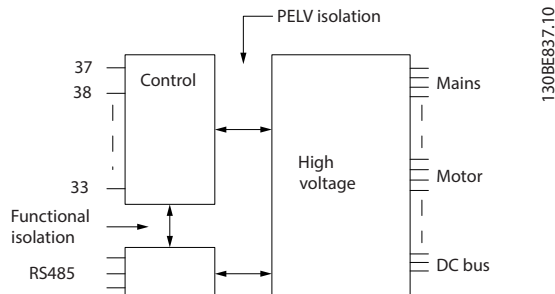 PELV isolation
130BE837.10
37
Control
Mains
38
High
voltage
Motor
33
Functional
isolation
RS485
DC bus